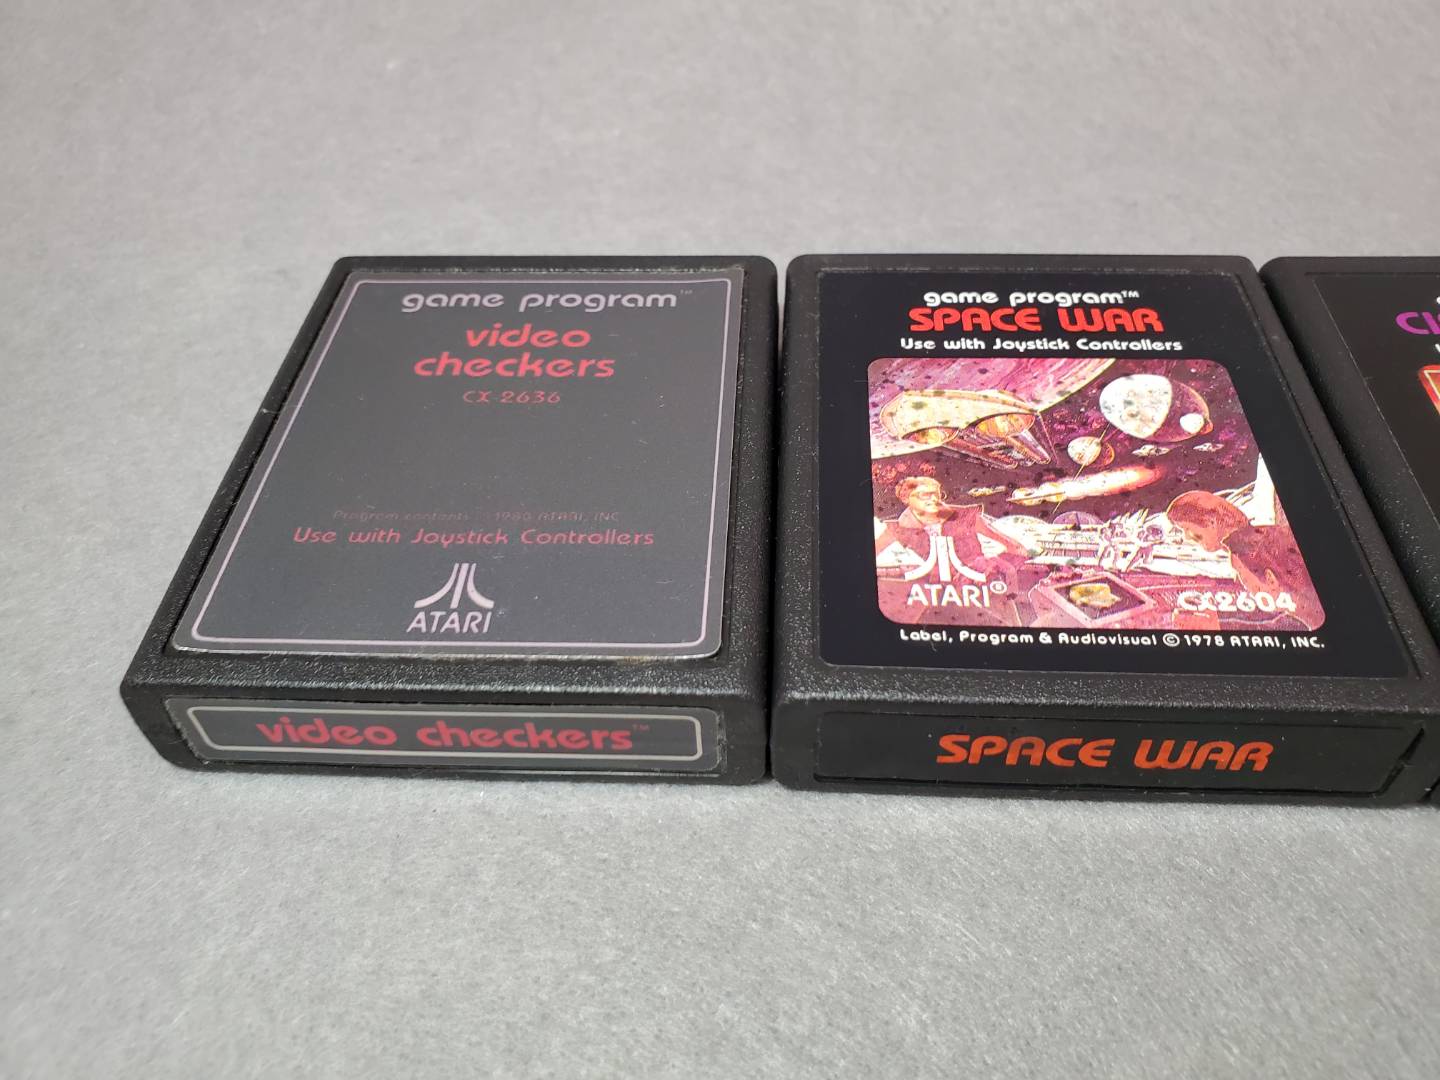 game program™
video
checkers
CX-2636
Program contents © 1980 ATARI, INC.
Use with Joystick Controllers
ATARI
video checkers™
game program™
SPACE WAR
Use with Joystick Controllers
ATARI®
CX2604
Label, Program & Audiovisual © 1978 ATARI, INC.
SPACE WAR